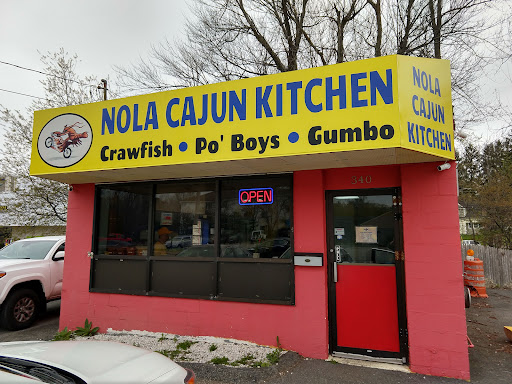 NOLA CAJUN KITCHEN
Crawfish • Po' Boys • Gumbo
NOLA
CAJUN
KITCHEN
OPEN
340